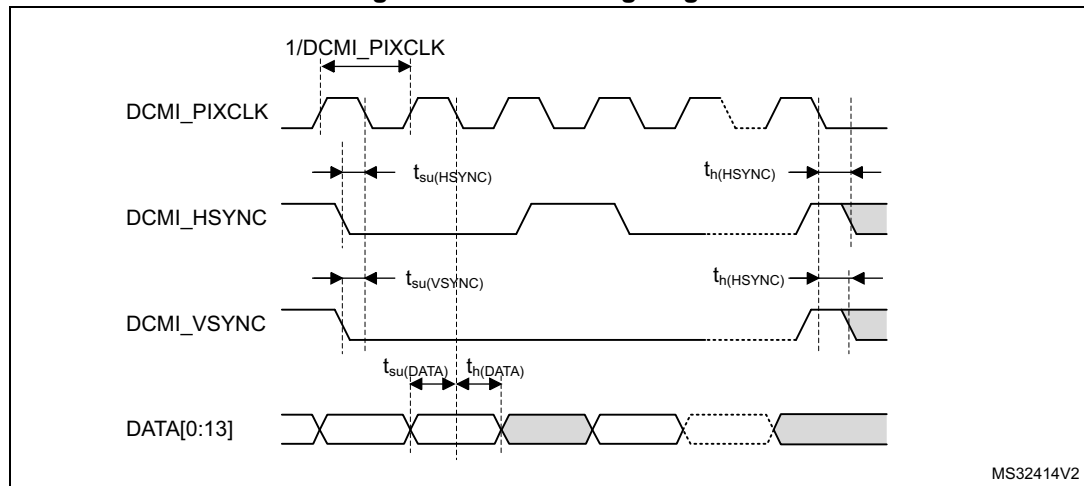 1/DCMI_PIXCLK
DCMI_PIXCLK
tsu(HSYNC) th(HSYNC)
DCMI_HSYNC
tsu(VSYNC) th(HSYNC)
DCMI_VSYNC
tsu(DATA) th(DATA)
DATA[0:13]
MS32414V2